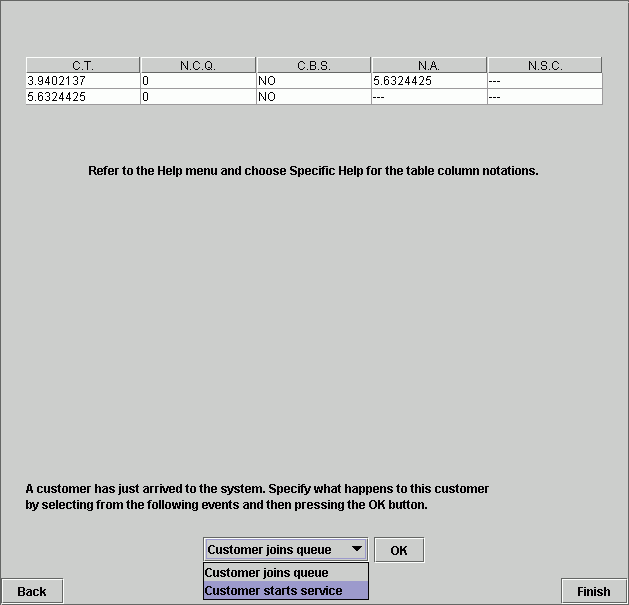 C.T. N.C.Q. C.B.S. N.A. N.S.C.
3.9402137 0 NO 5.6324425 ---
5.6324425 0 NO --- ---
Refer to the Help menu and choose Specific Help for the table column notations.
A customer has just arrived to the system. Specify what happens to this customer
by selecting from the following events and then pressing the OK button.
Customer joins queue OK
Customer joins queue
Customer starts service
Back Finish